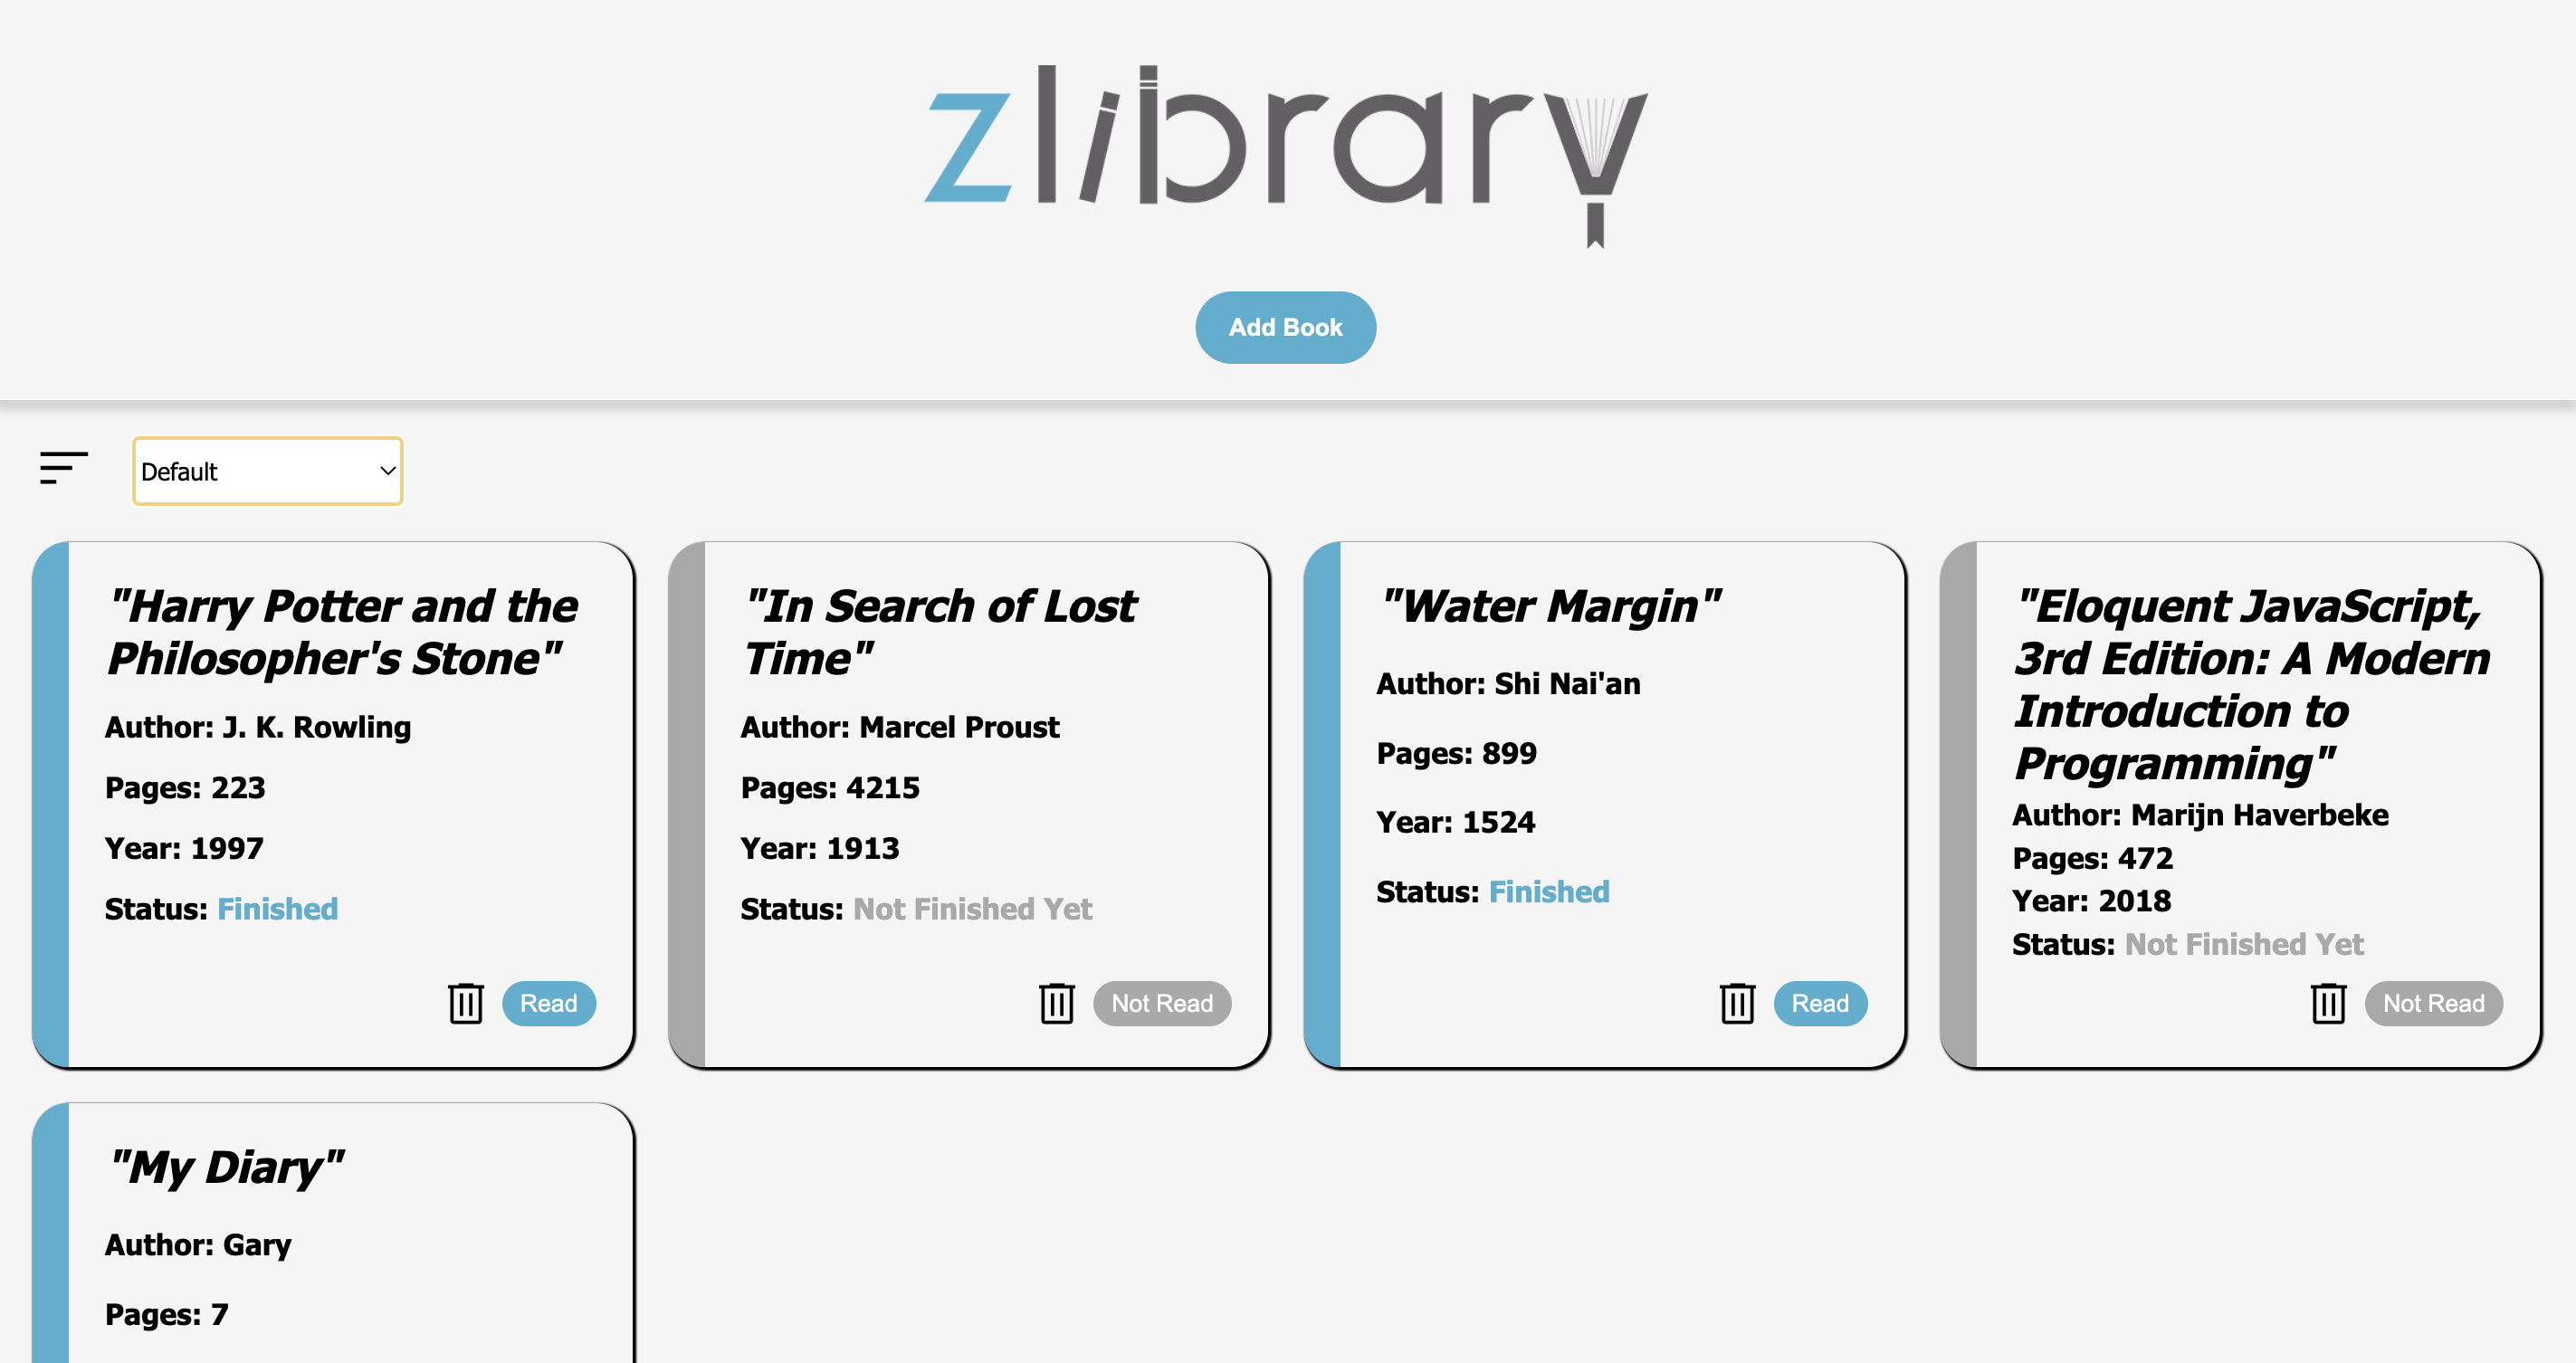 zlibrary
Add Book
Default
"Harry Potter and the
Philosopher's Stone"
Author: J. K. Rowling
Pages: 223
Year: 1997
Status: Finished
Read
"In Search of Lost
Time"
Author: Marcel Proust
Pages: 4215
Year: 1913
Status: Not Finished Yet
Not Read
"Water Margin"
Author: Shi Nai'an
Pages: 899
Year: 1524
Status: Finished
Read
"Eloquent JavaScript,
3rd Edition: A Modern
Introduction to
Programming"
Author: Marijn Haverbeke
Pages: 472
Year: 2018
Status: Not Finished Yet
Not Read
"My Diary"
Author: Gary
Pages: 7